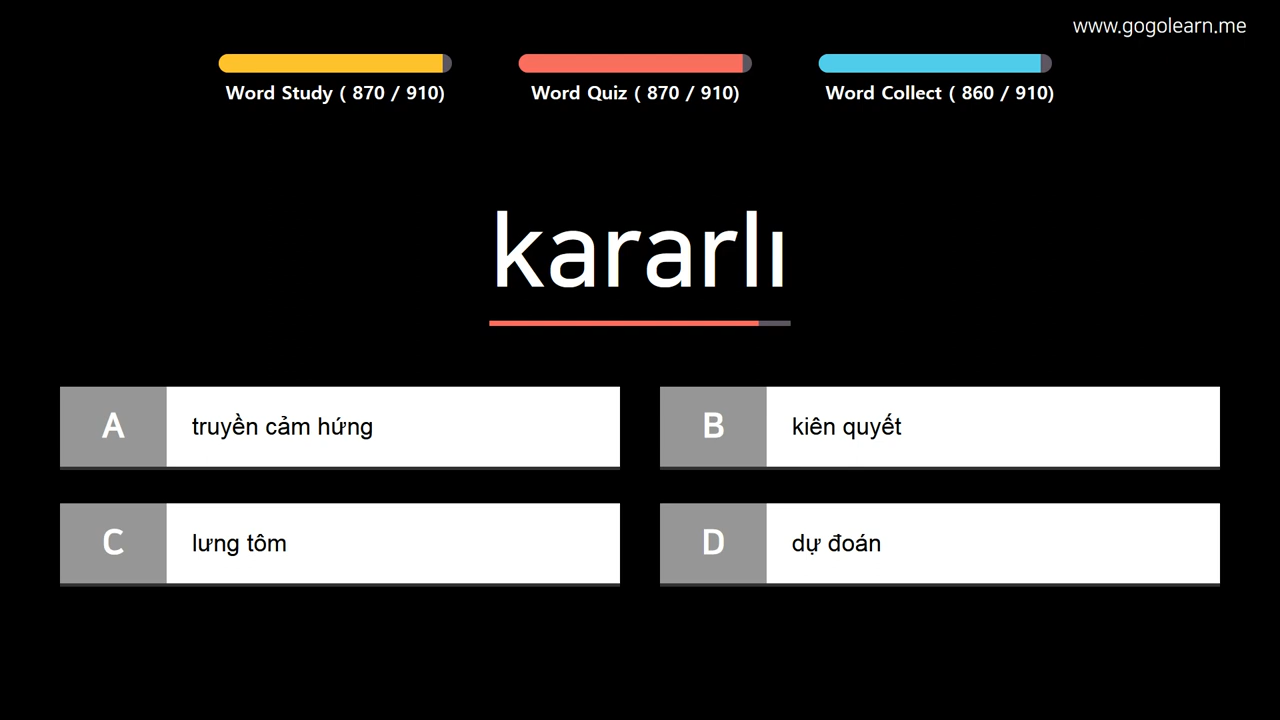 www.gogolearn.me
Word Study ( 870 / 910)
Word Quiz ( 870 / 910)
Word Collect ( 860 / 910)
kararlı
A truyền cảm hứng
B kiên quyết
C lưng tôm
D dự đoán